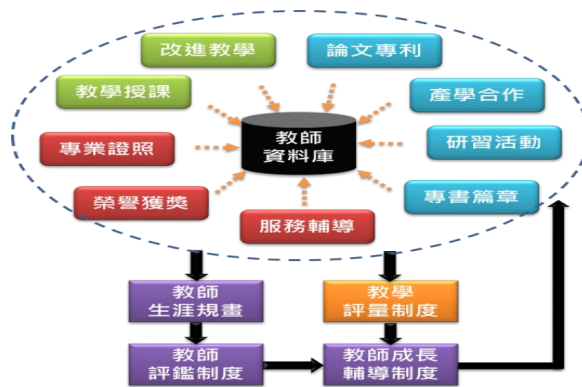 改進教學
論文專利
教學授課
產學合作
教師
資料庫
專業證照
研習活動
榮譽獲獎
服務輔導
專書篇章
教師
生涯規畫
教學
評量制度
教師
評鑑制度
教師成長
輔導制度